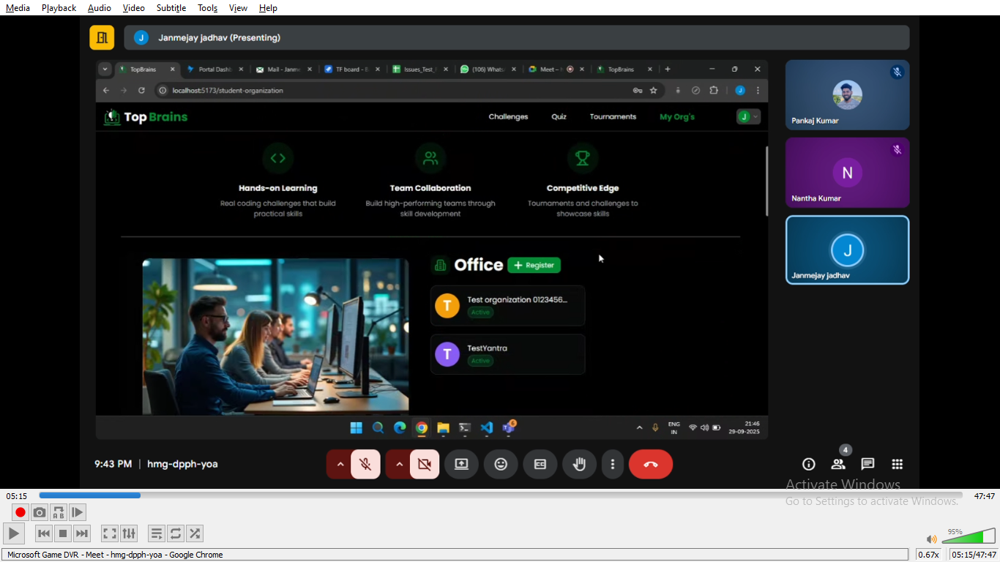 Media Playback Audio Video Subtitle Tools View Help
J Janmejay jadhav (Presenting)
TopBrains Portal Dashb Mail - Janme TF board - B Issues_Test_ (106) Whats Meet – TopBrains
localhost:5173/student-organization J
Top Brains Challenges Quiz Tournaments My Org's J
Hands-on Learning Team Collaboration Competitive Edge
Real coding challenges that build Build high-performing teams through Tournaments and challenges to
practical skills skill development showcase skills
Office + Register
T Test organization 0123456...
Active
T TestYantra
Active
Pankaj Kumar
N
Nantha Kumar
J
Janmejay jadhav
6
ENG 21:46
IN 29-09-2025
9:43 PM | hmg-dpph-yoa
4
Activate Windows
Go to Settings to activate Windows.
05:15 47:47
A B
95%
Microsoft Game DVR - Meet - hmg-dpph-yoa - Google Chrome 0.67x 05:15/47:47